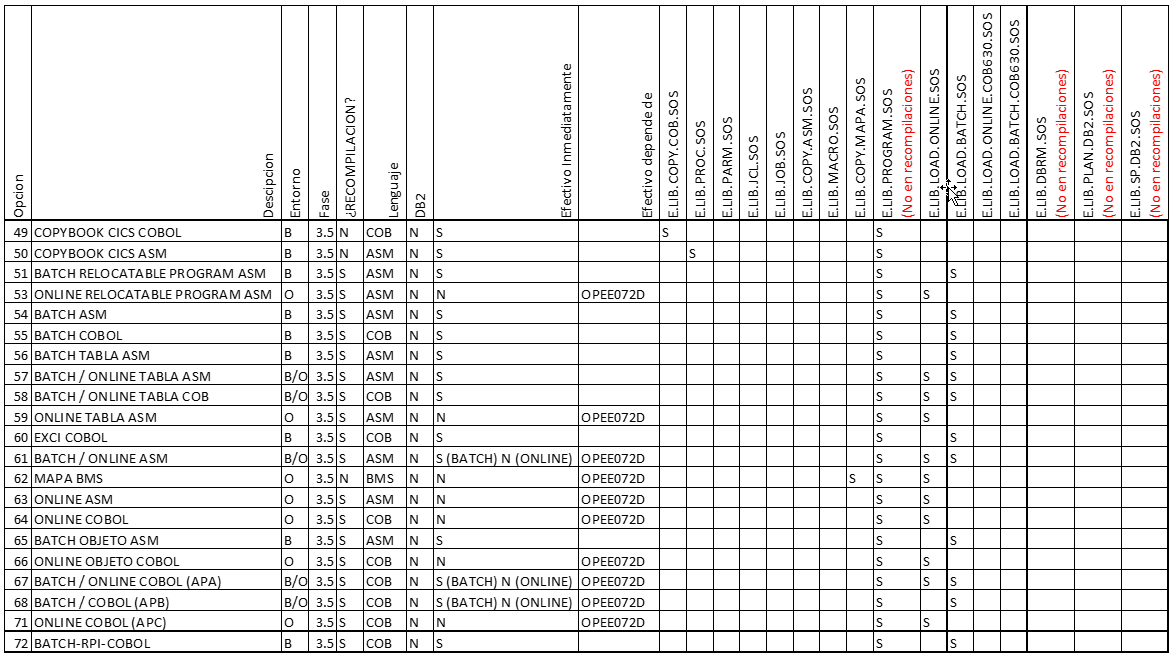 Opcion Descipcion Entorno Fase ¿RECOMPILACION? Lenguaje DB2 Efectivo Inmediatamente Efectivo depende de E.LIB.COPY.COB.SOS E.LIB.PROC.SOS E.LIB.PARM.SOS E.LIB.JCL.SOS E.LIB.JOB.SOS E.LIB.COPY.ASM.SOS E.LIB.MACRO.SOS E.LIB.COPY.MAPA.SOS E.LIB.PROGRAM.SOS (No en recompilaciones) E.LIB.LOAD.ONLINE.SOS E.LIB.LOAD.BATCH.SOS E.LIB.LOAD.ONLINE.COB630.SOS E.LIB.LOAD.BATCH.COB630.SOS E.LIB.DBRM.SOS (No en recompilaciones) E.LIB.PLAN.DB2.SOS (No en recompilaciones) E.LIB.SP.DB2.SOS (No en recompilaciones)
49 COPYBOOK CICS COBOL B 3.5 N COB N S S S
50 COPYBOOK CICS ASM B 3.5 N ASM N S S S
51 BATCH RELOCATABLE PROGRAM ASM B 3.5 S ASM N S S S
53 ONLINE RELOCATABLE PROGRAM ASM O 3.5 S ASM N N OPEE072D S S
54 BATCH ASM B 3.5 S ASM N S S S
55 BATCH COBOL B 3.5 S COB N S S S
56 BATCH TABLA ASM B 3.5 S ASM N S S S
57 BATCH / ONLINE TABLA ASM B/O 3.5 S ASM N S S S S
58 BATCH / ONLINE TABLA COB B/O 3.5 S COB N S S S S
59 ONLINE TABLA ASM O 3.5 S ASM N N OPEE072D S S
60 EXCI COBOL B 3.5 S COB N S S S
61 BATCH / ONLINE ASM B/O 3.5 S ASM N S (BATCH) N (ONLINE) OPEE072D S S S
62 MAPA BMS O 3.5 N BMS N N OPEE072D S S S
63 ONLINE ASM O 3.5 S ASM N N OPEE072D S S
64 ONLINE COBOL O 3.5 S COB N N OPEE072D S S
65 BATCH OBJETO ASM B 3.5 S ASM N S S S
66 ONLINE OBJETO COBOL O 3.5 S COB N N OPEE072D S S
67 BATCH / ONLINE COBOL (APA) B/O 3.5 S COB N S (BATCH) N (ONLINE) OPEE072D S S S
68 BATCH / COBOL (APB) B/O 3.5 S COB N S (BATCH) N (ONLINE) OPEE072D S S
71 ONLINE COBOL (APC) O 3.5 S COB N N OPEE072D S S
72 BATCH-RPI-COBOL B 3.5 S COB N S S S